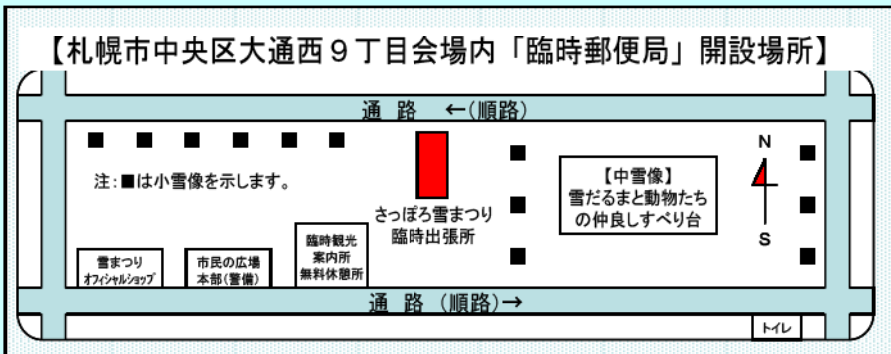 【札幌市中央区大通西９丁目会場内「臨時郵便局」開設場所】
通 路 ←(順路)
注：■は小雪像を示します。
さっぽろ雪まつり
臨時出張所
【中雪像】
雪だるまと動物たち
の仲良しすべり台
N
S
雪まつり
オフィシャルショップ
市民の広場
本部(警備)
臨時観光
案内所
無料休憩所
通 路 (順路)→
トイレ